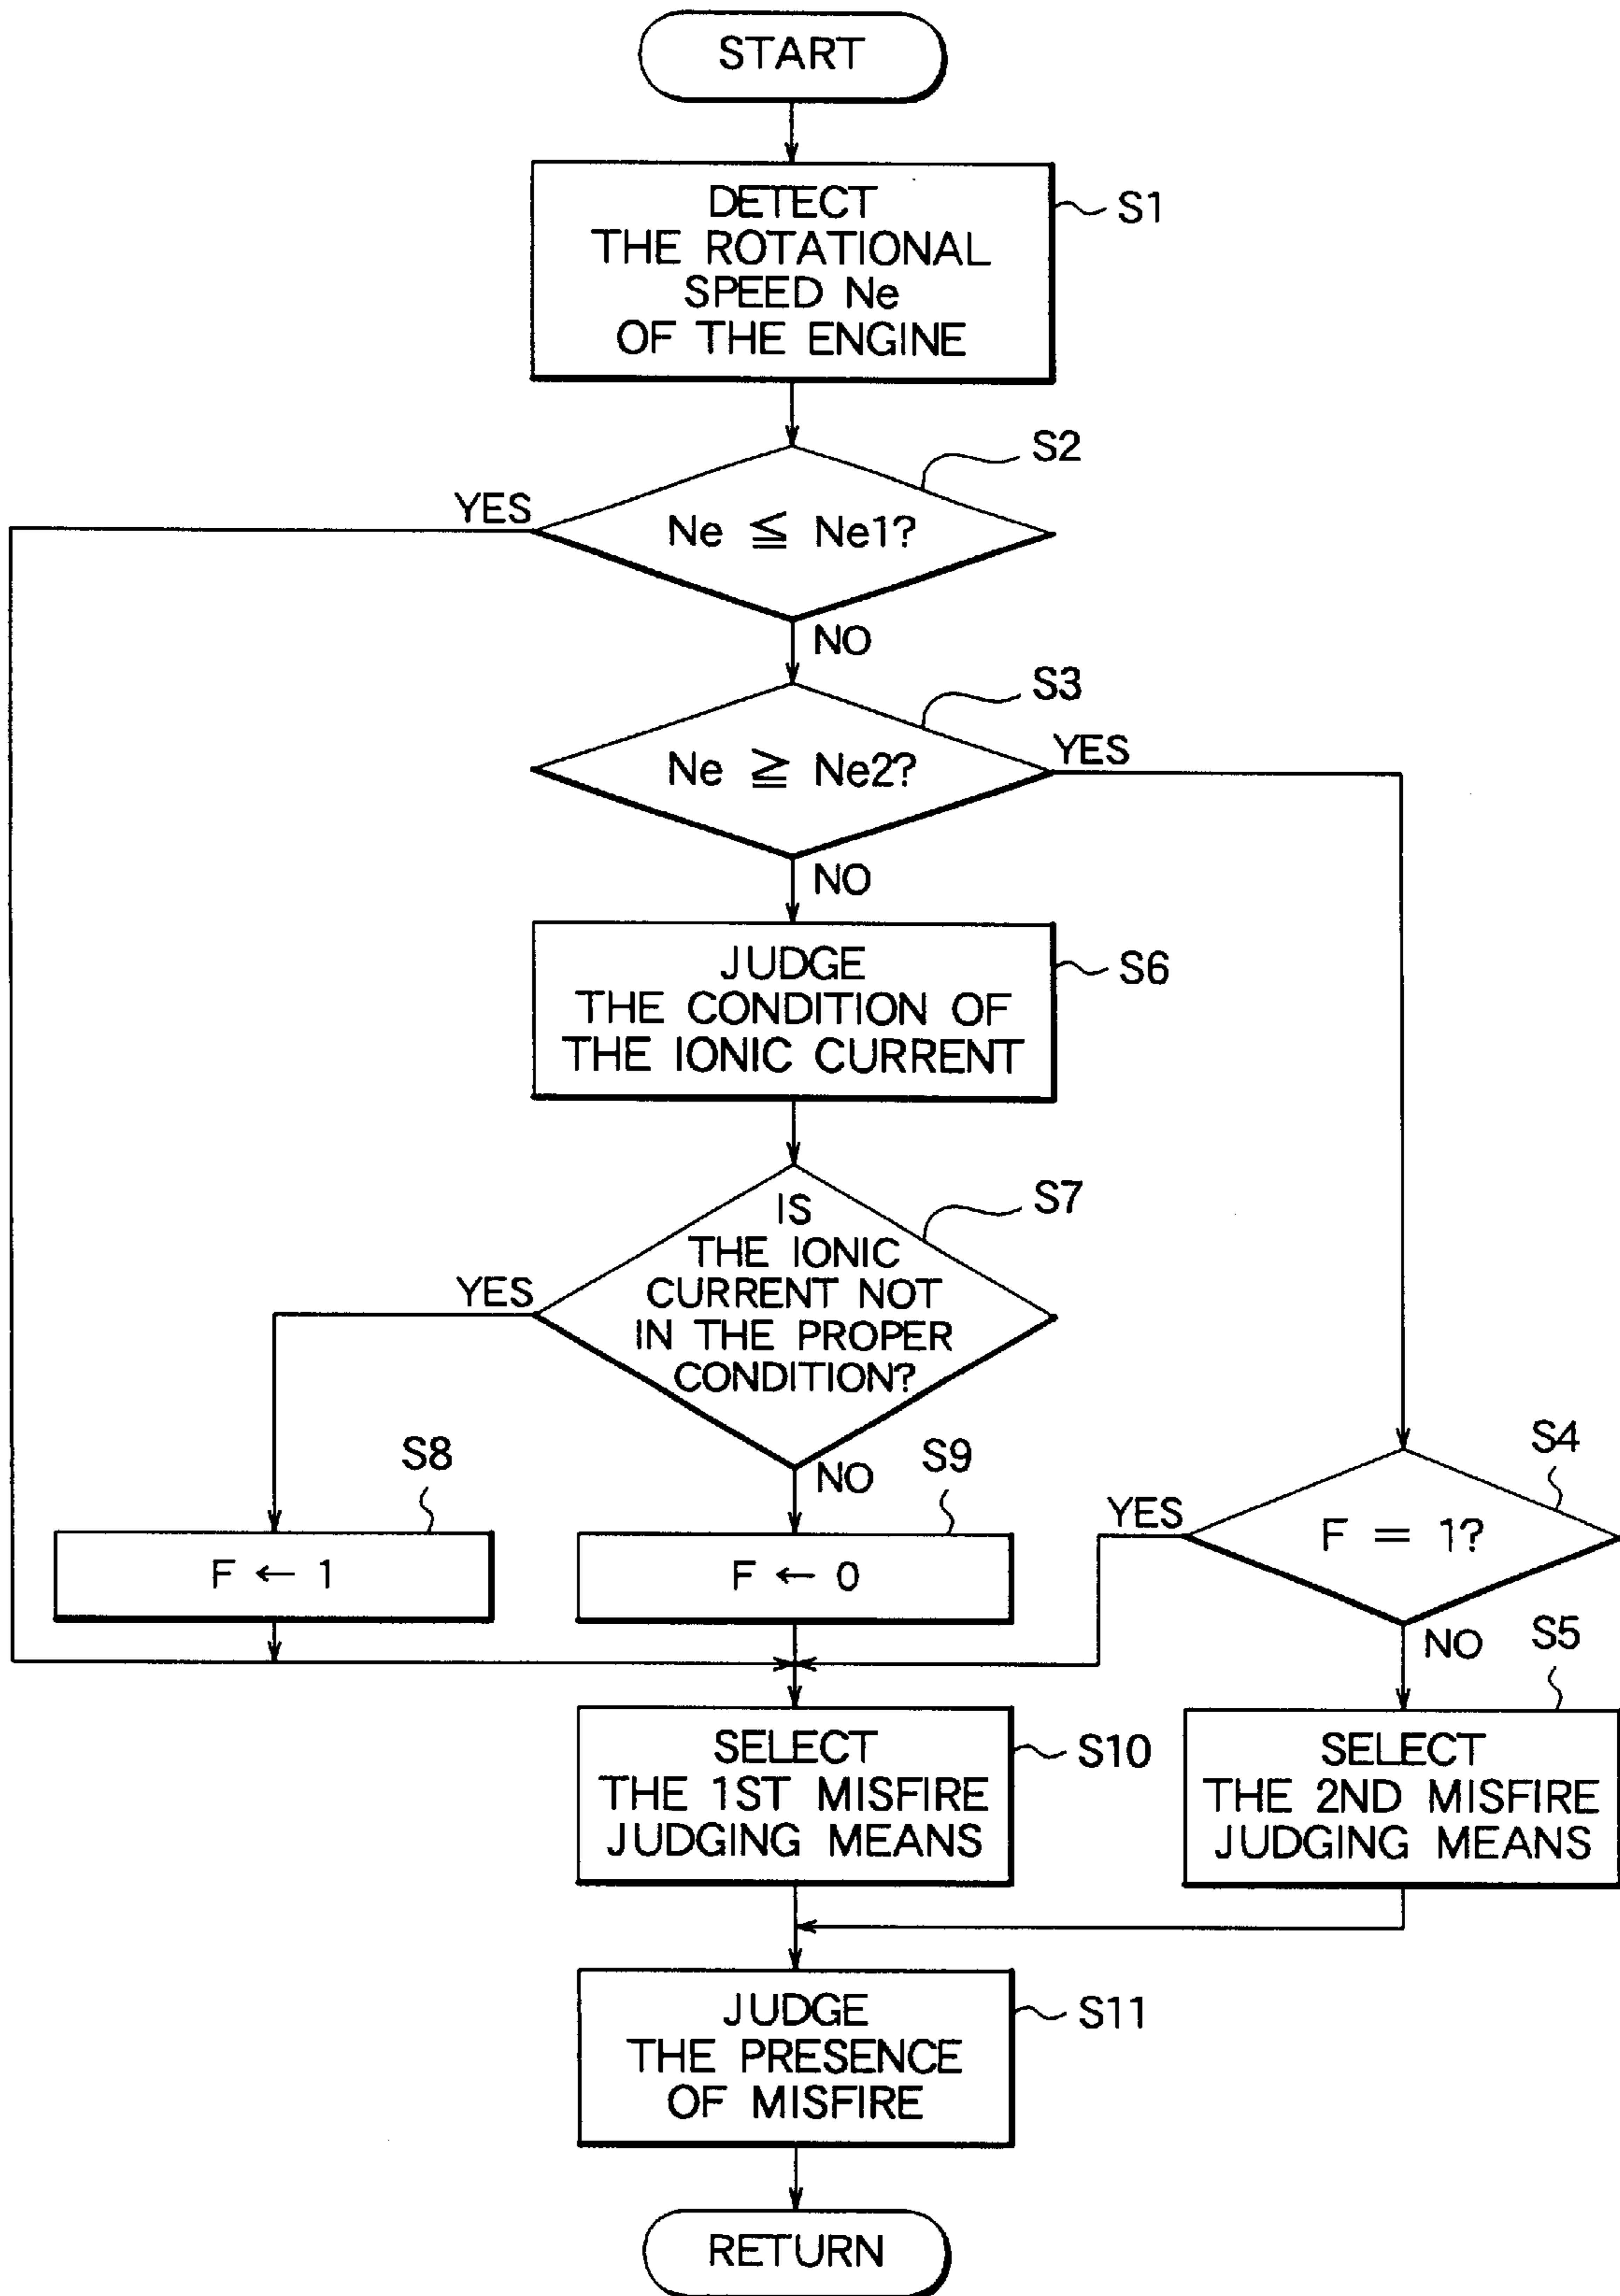 START
DETECT
THE ROTATIONAL
SPEED Ne
OF THE ENGINE
S1
S2
YES
Ne ≦ Ne1?
NO
S3
Ne ≧ Ne2?
YES
NO
JUDGE
THE CONDITION OF
THE IONIC CURRENT
S6
S7
IS
THE IONIC
CURRENT NOT
IN THE PROPER
CONDITION?
YES
NO
S8
F ← 1
S9
F ← 0
S4
YES
F = 1?
NO
S5
SELECT
THE 1ST MISFIRE
JUDGING MEANS
S10
SELECT
THE 2ND MISFIRE
JUDGING MEANS
JUDGE
THE PRESENCE
OF MISFIRE
S11
RETURN